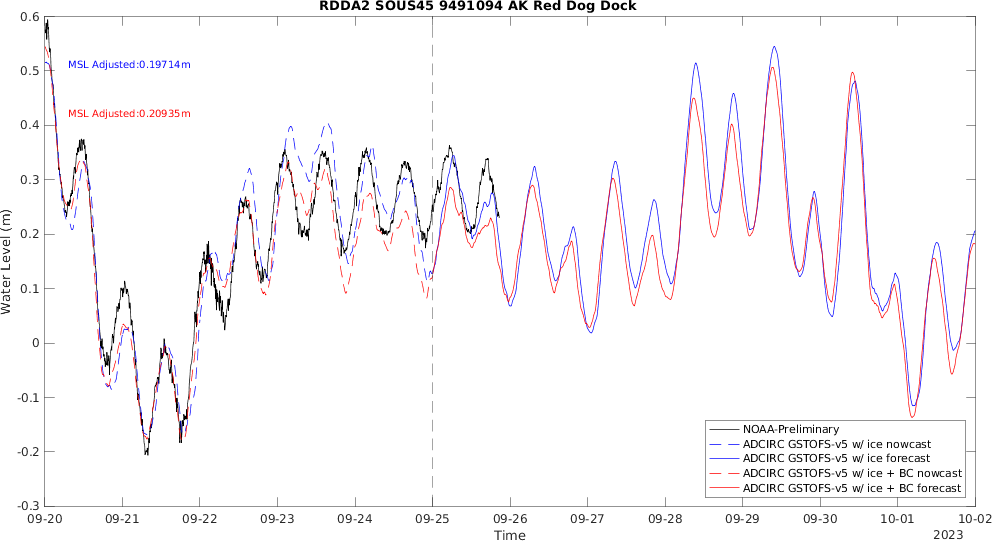 RDDA2 SOUS45 9491094 AK Red Dog Dock
0.6
0.5
0.4
0.3
0.2
0.1
0
-0.1
-0.2
-0.3
Water Level (m)
MSL Adjusted:0.19714m
MSL Adjusted:0.20935m
NOAA-Preliminary
ADCIRC GSTOFS-v5 w/ ice nowcast
ADCIRC GSTOFS-v5 w/ ice forecast
ADCIRC GSTOFS-v5 w/ ice + BC nowcast
ADCIRC GSTOFS-v5 w/ ice + BC forecast
09-20 09-21 09-22 09-23 09-24 09-25 09-26 09-27 09-28 09-29 09-30 10-01 10-02
Time
2023